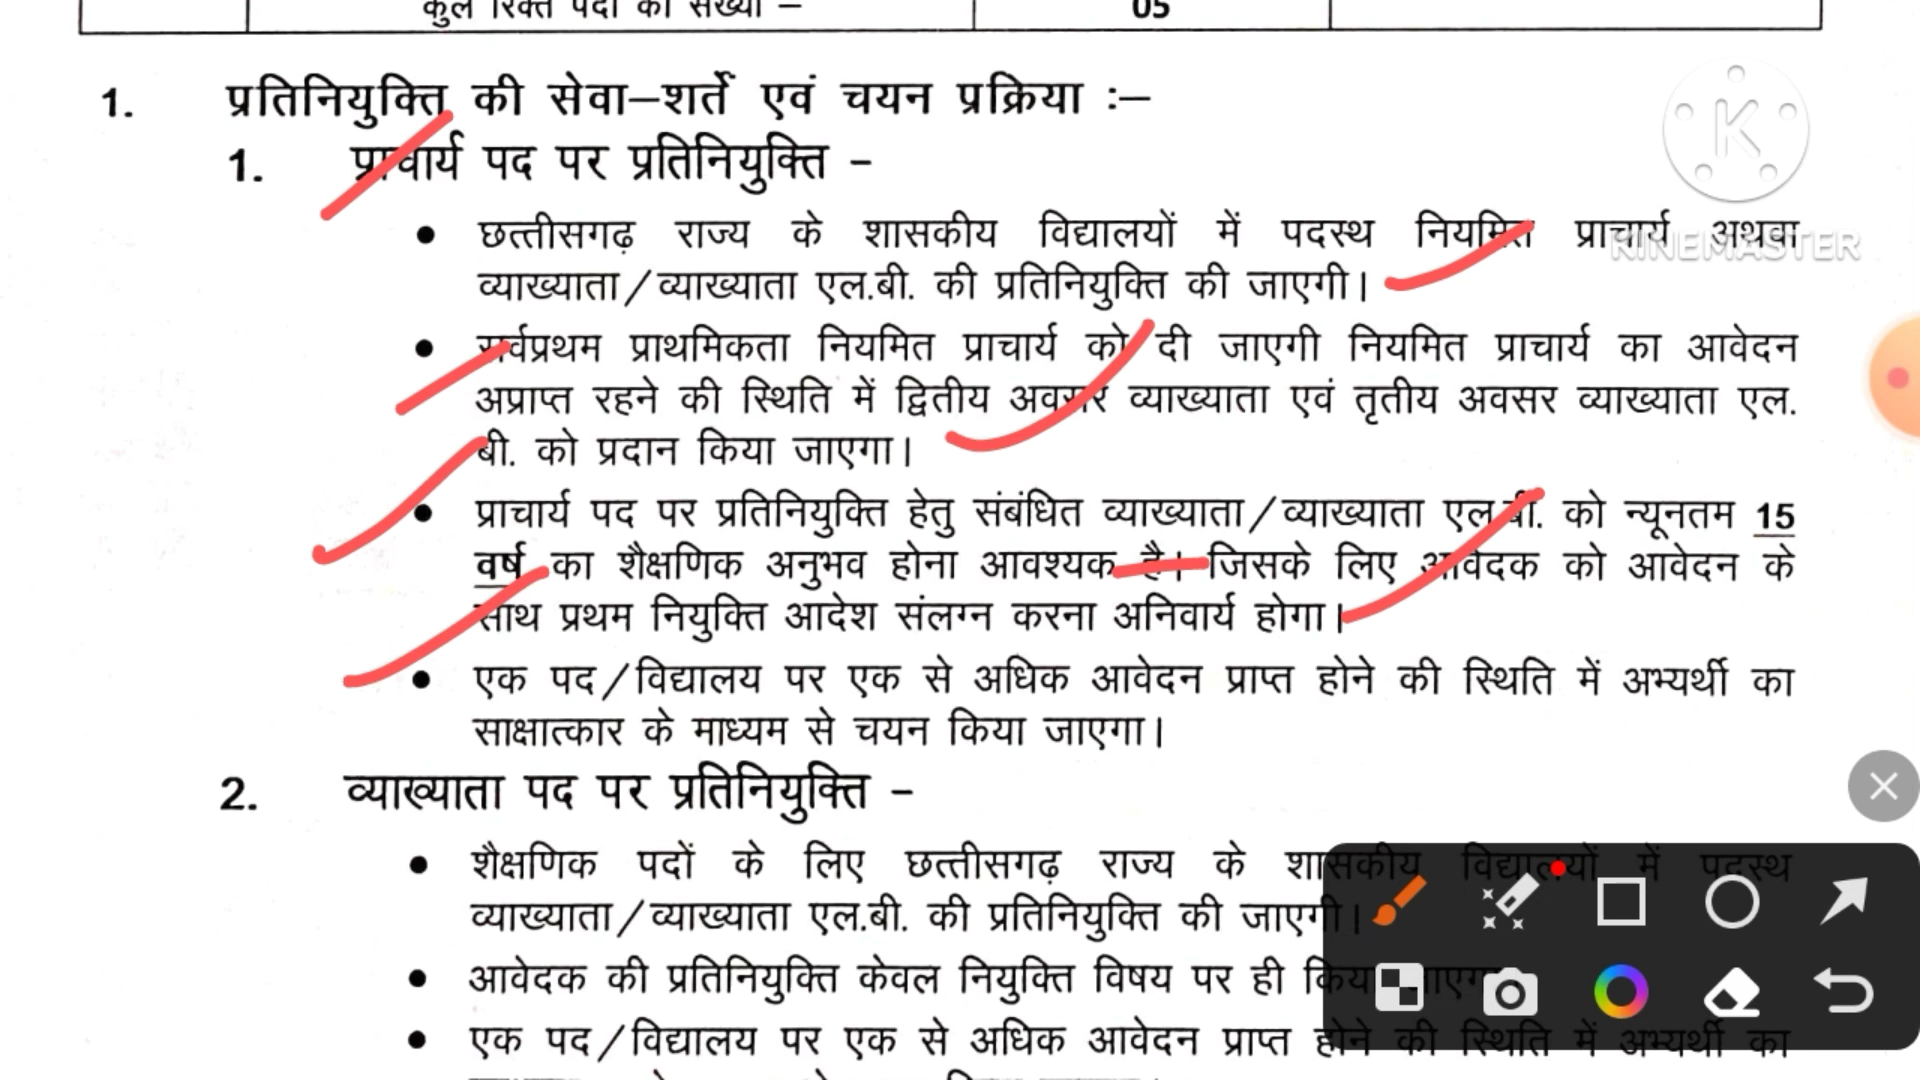 कुल रिक्त पदों की संख्या – 05
1. प्रतिनियुक्ति की सेवा–शर्ते एवं चयन प्रक्रिया :–
1. प्राचार्य पद पर प्रतिनियुक्ति -
• छत्तीसगढ़ राज्य के शासकीय विद्यालयों में पदस्थ नियमित प्राचार्य अथवा
व्याख्याता/व्याख्याता एल.बी. की प्रतिनियुक्ति की जाएगी।
• सर्वप्रथम प्राथमिकता नियमित प्राचार्य को दी जाएगी नियमित प्राचार्य का आवेदन
अप्राप्त रहने की स्थिति में द्वितीय अवसर व्याख्याता एवं तृतीय अवसर व्याख्याता एल.
बी. को प्रदान किया जाएगा।
• प्राचार्य पद पर प्रतिनियुक्ति हेतु संबंधित व्याख्याता/व्याख्याता एल.बी. को न्यूनतम 15
वर्ष का शैक्षणिक अनुभव होना आवश्यक है। जिसके लिए आवेदक को आवेदन के
साथ प्रथम नियुक्ति आदेश संलग्न करना अनिवार्य होगा।
• एक पद/विद्यालय पर एक से अधिक आवेदन प्राप्त होने की स्थिति में अभ्यर्थी का
साक्षात्कार के माध्यम से चयन किया जाएगा।
2. व्याख्याता पद पर प्रतिनियुक्ति -
• शैक्षणिक पदों के लिए छत्तीसगढ़ राज्य के शासकीय विद्यालयों में पदस्थ
व्याख्याता/व्याख्याता एल.बी. की प्रतिनियुक्ति की जाएगी।
• आवेदक की प्रतिनियुक्ति केवल नियुक्ति विषय पर ही
• एक पद/विद्यालय पर एक से अधिक आवेदन प्राप्त होने की स्थिति में अभ्यर्थी का
K
KINEMASTER